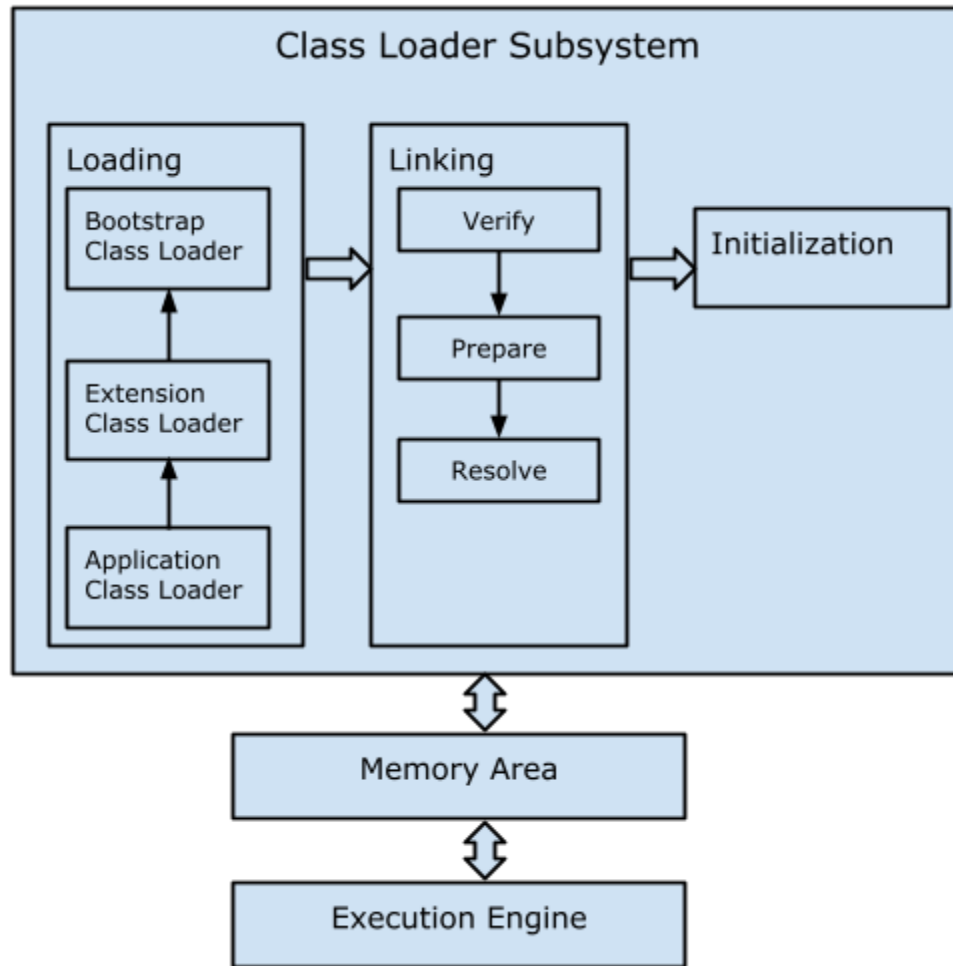 Class Loader Subsystem
Loading
Bootstrap
Class Loader
Extension
Class Loader
Application
Class Loader
Linking
Verify
Prepare
Resolve
Initialization
Memory Area
Execution Engine